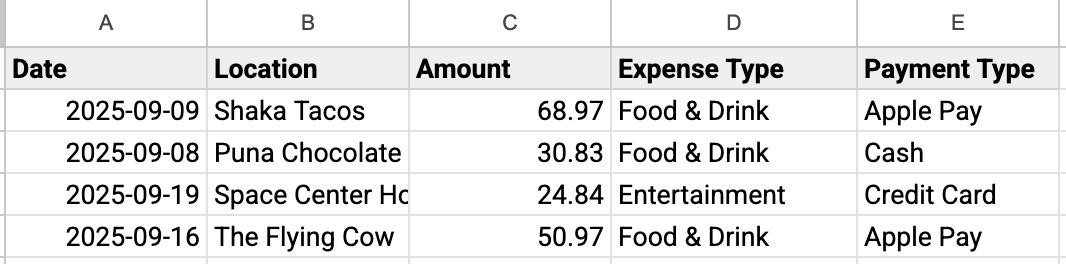 A B C D E
Date Location Amount Expense Type Payment Type
2025-09-09 Shaka Tacos 68.97 Food & Drink Apple Pay
2025-09-08 Puna Chocolate 30.83 Food & Drink Cash
2025-09-19 Space Center Ho 24.84 Entertainment Credit Card
2025-09-16 The Flying Cow 50.97 Food & Drink Apple Pay